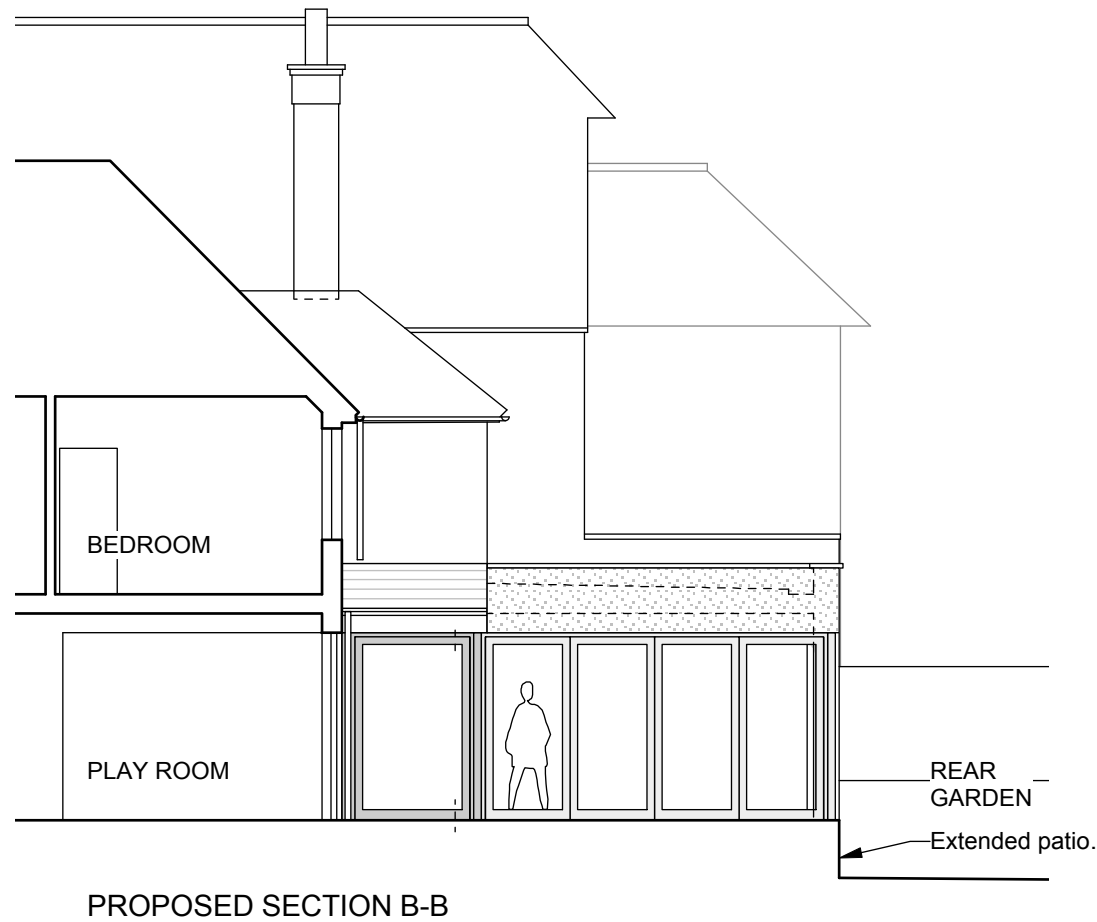 BEDROOM
PLAY ROOM
REAR
GARDEN
Extended patio.
PROPOSED SECTION B-B